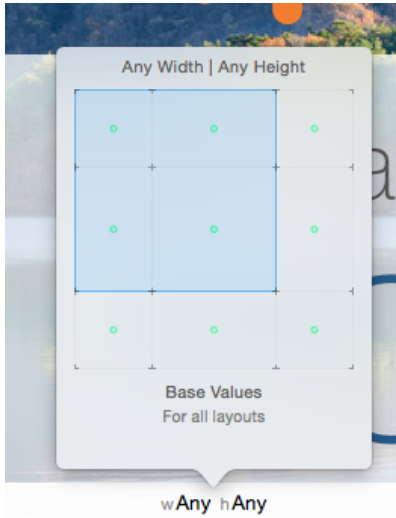 Any Width | Any Height
a
Base Values
For all layouts
wAny hAny